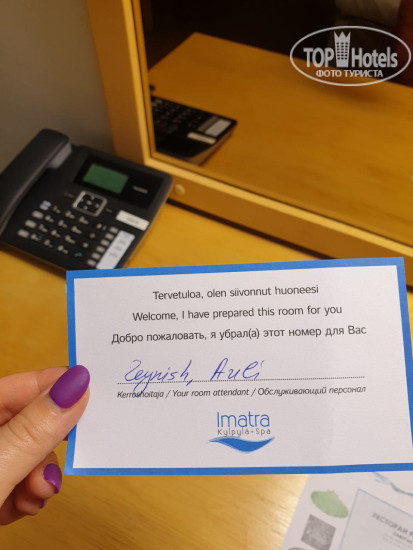 TOP Hotels
ФОТО ТУРИСТА
Tervetuloa, olen siivonnut huoneesi
Welcome, I have prepared this room for you
Добро пожаловать, я убрал(а) этот номер для Вас
Auli
Kerroshoitaja / Your room attendant / Обслуживающий персонал
Imatra
Kylpylä • Spa